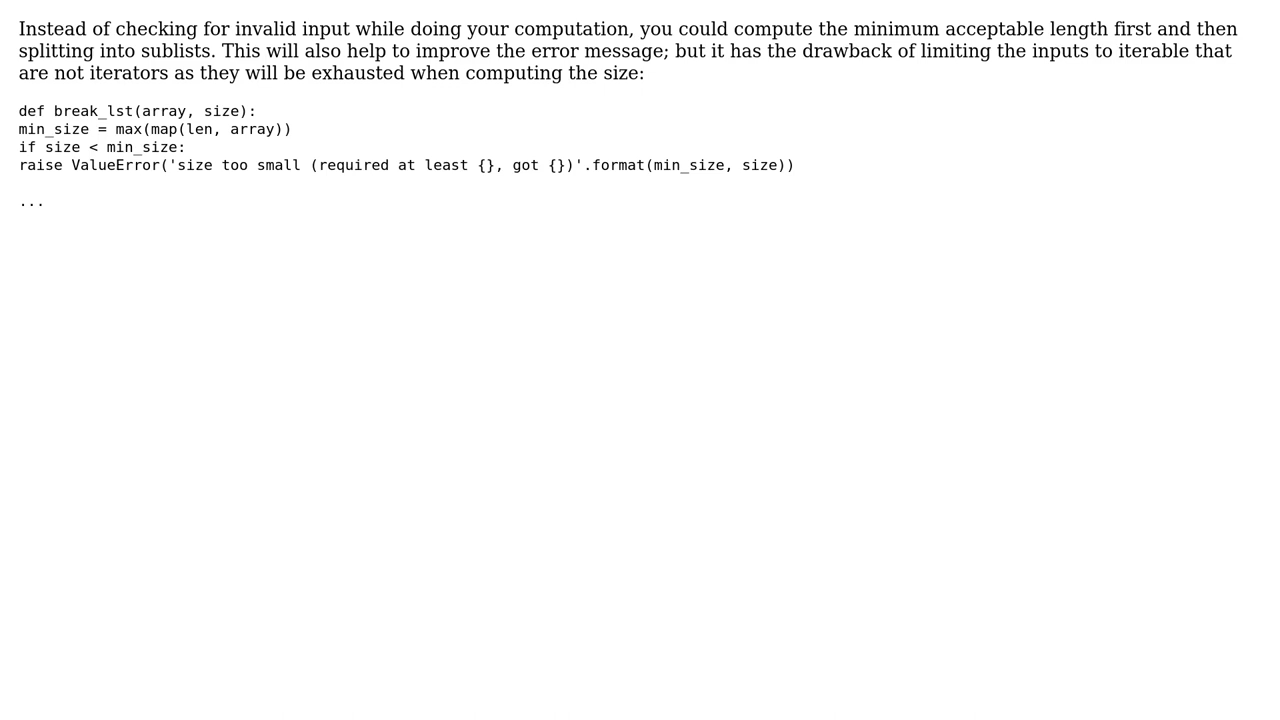 Instead of checking for invalid input while doing your computation, you could compute the minimum acceptable length first and then
splitting into sublists. This will also help to improve the error message; but it has the drawback of limiting the inputs to iterable that
are not iterators as they will be exhausted when computing the size:
def break_lst(array, size):
min_size = max(map(len, array))
if size < min_size:
raise ValueError('size too small (required at least {}, got {})'.format(min_size, size))
...